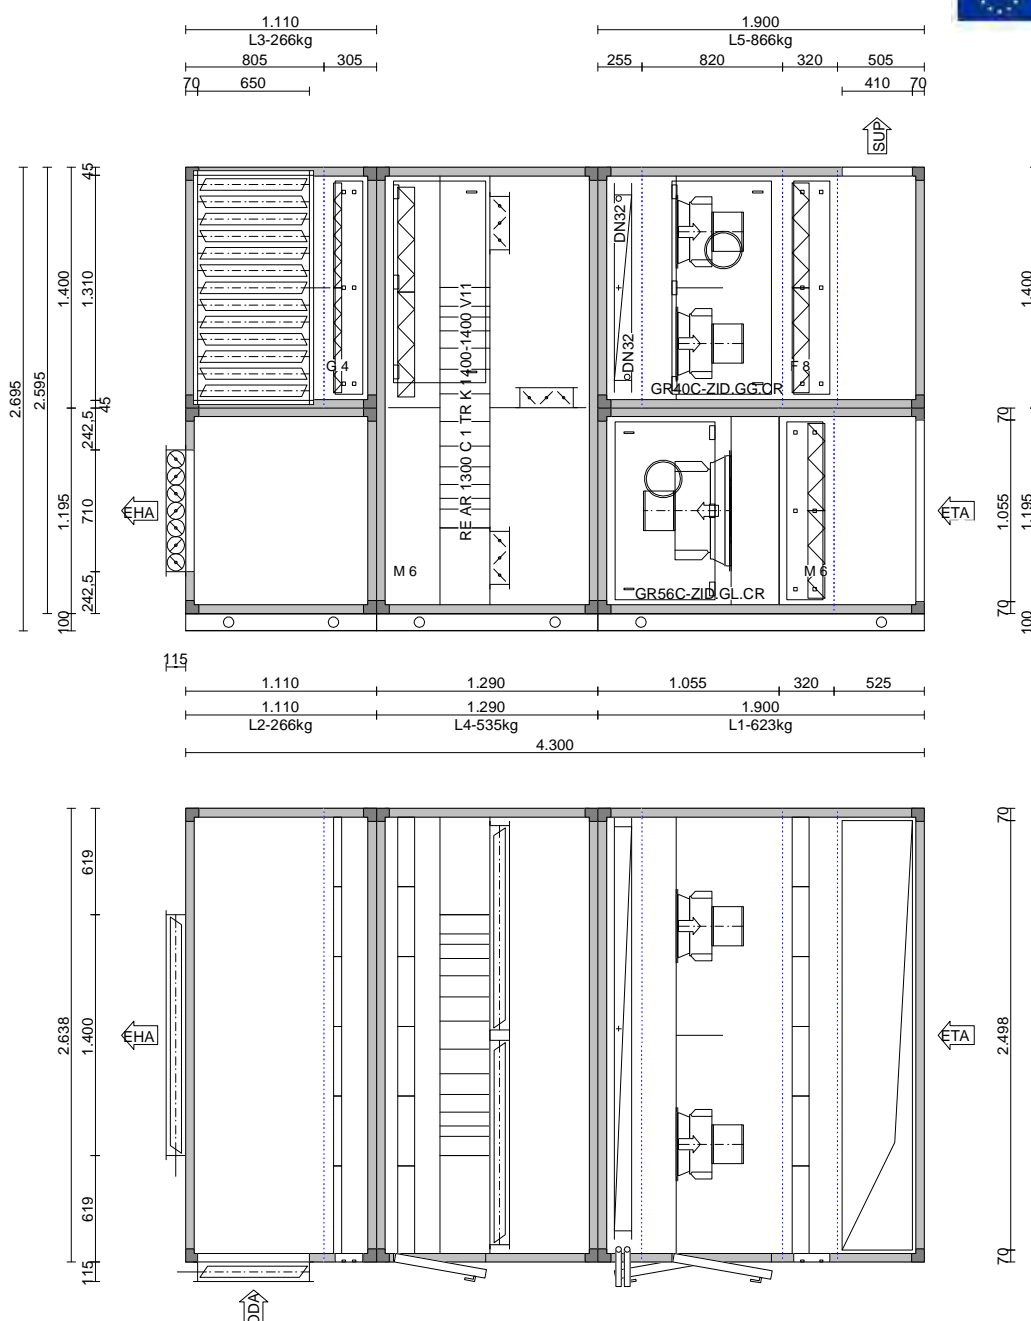 1.110
1.900
L3-266kg
L5-866kg
805
305
255
820
320
505
70
650
410
70
SUP
45
1.400
1.310
2.695
2.595
45
242,5
1.195
710
242,5
100
DN32
DN32
G 4
F 8
GR40C-ZID.GG.CR
RE AR 1300 C 1 TR K 1400-1400 V11
1.400
70
1.055
1.195
70
100
EHA
ETA
M 6
M 6
GR56C-ZID.GL.CR
115
1.110
1.290
1.055
320
525
1.110
1.290
1.900
L2-266kg
L4-535kg
L1-623kg
4.300
619
70
2.638
1.400
2.498
EHA
ETA
619
115
70
ODA